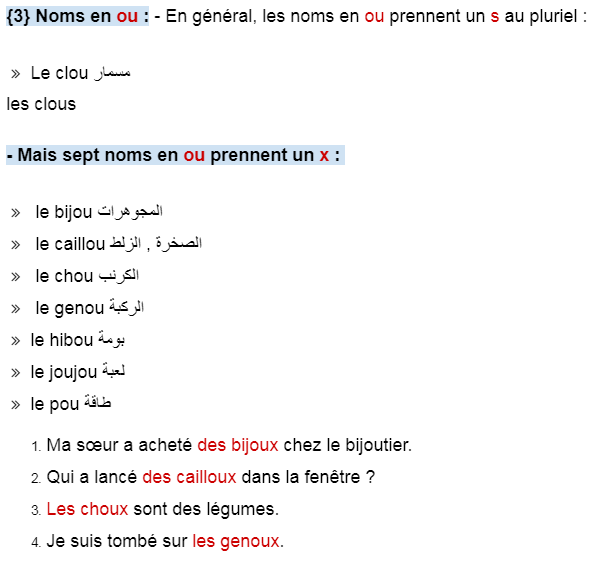 {3} Noms en ou : - En général, les noms en ou prennent un s au pluriel :
» Le clou مسمار
les clous
- Mais sept noms en ou prennent un x :
» le bijou المجوهرات
» le caillou الصخرة , الزلط
» le chou الكرنب
» le genou الركبة
» le hibou بومة
» le joujou لعبة
» le pou طاقة
1. Ma sœur a acheté des bijoux chez le bijoutier.
2. Qui a lancé des cailloux dans la fenêtre ?
3. Les choux sont des légumes.
4. Je suis tombé sur les genoux.